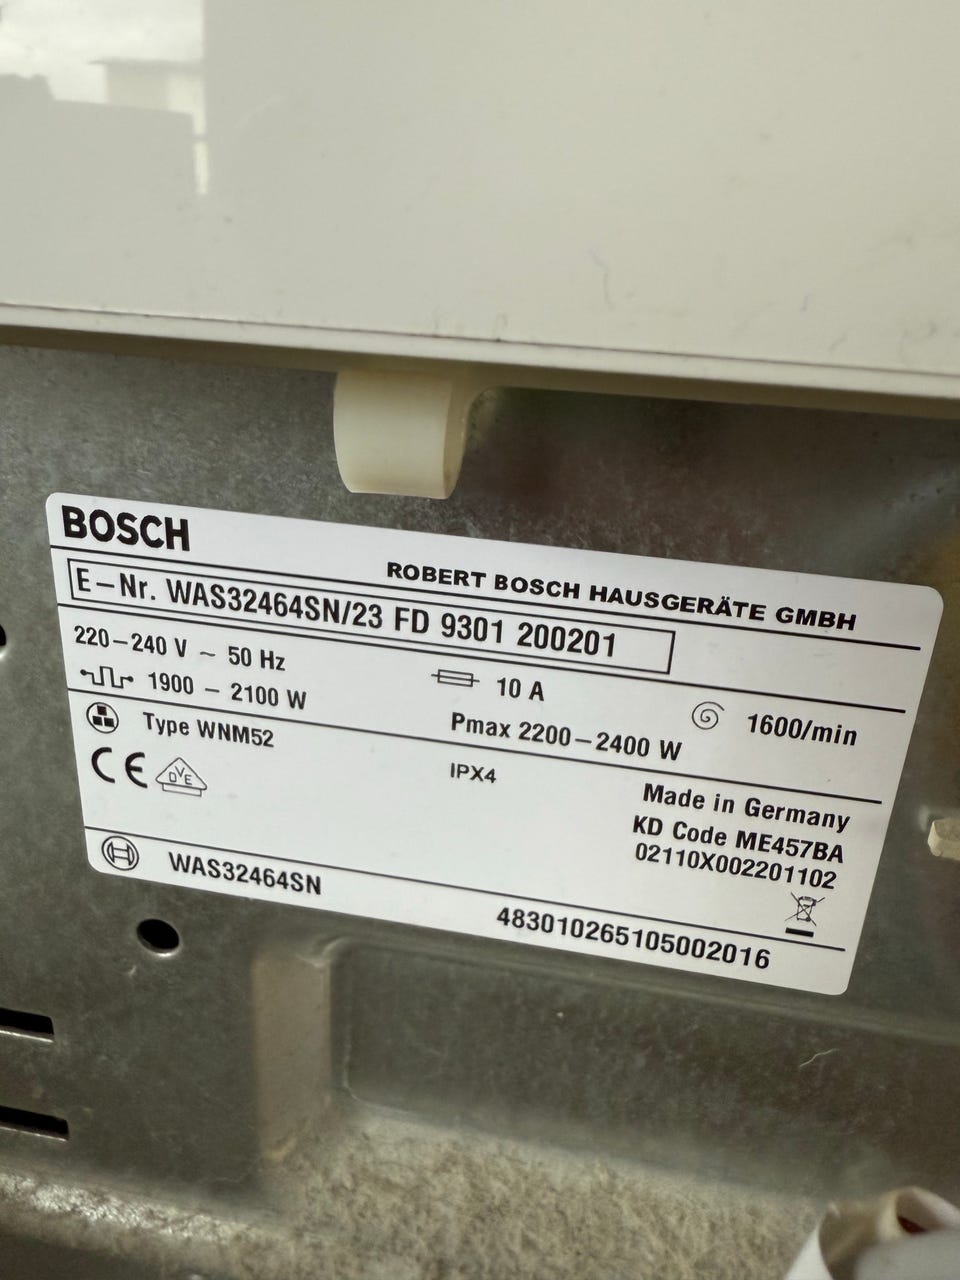 BOSCH
ROBERT BOSCH HAUSGERÄTE GMBH
E-Nr. WAS32464SN/23 FD 9301 200201
220-240 V ~ 50 Hz
10 A
1600/min
1900 - 2100 W
Pmax 2200-2400 W
Type WNM52
IPX4
Made in Germany
CE
OVE
KD Code ME457BA
02110X002201102
WAS32464SN
483010265105002016